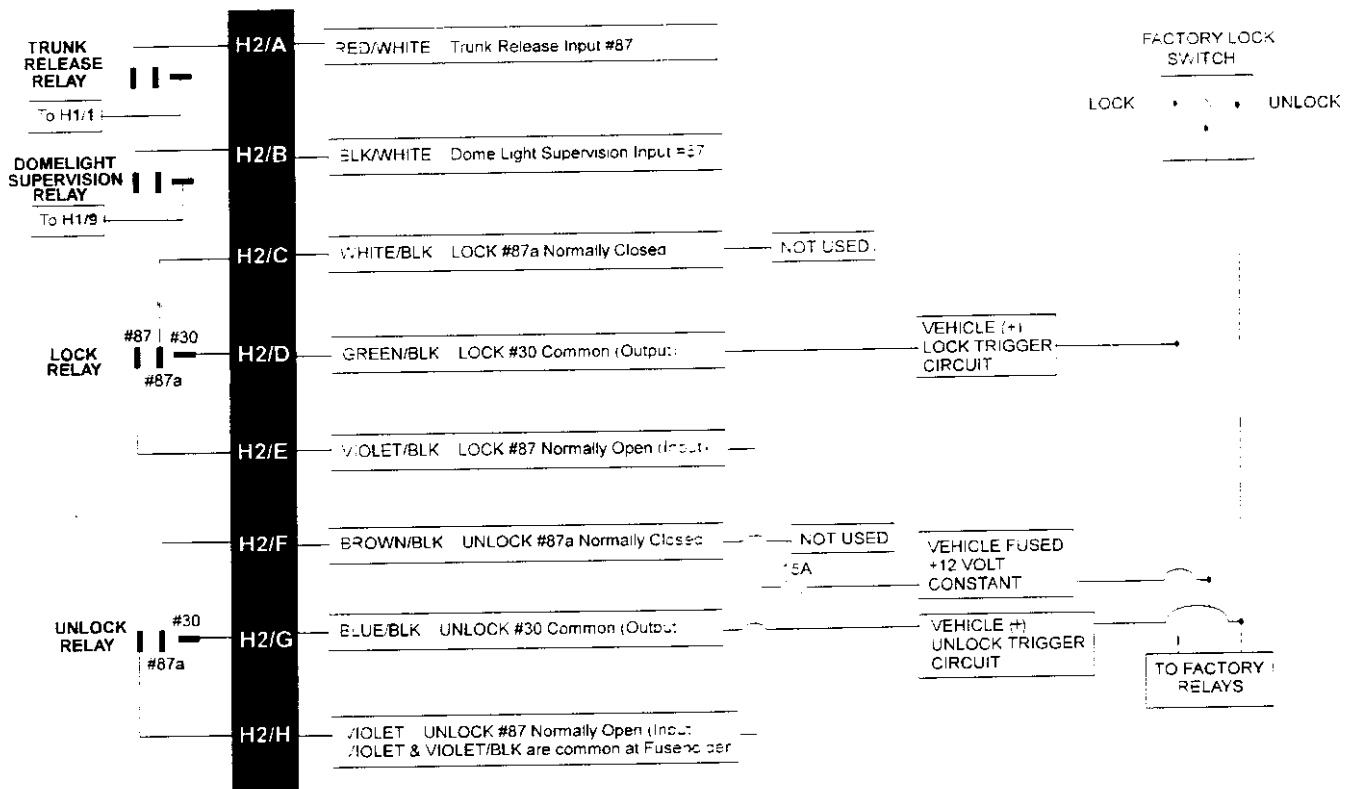 TRUNK
RELEASE
RELAY
To H1/1
H2/A
RED/WHITE Trunk Release Input #87
FACTORY LOCK
SWITCH
LOCK
UNLOCK
DOMELIGHT
SUPERVISION
RELAY
To H1/9
H2/B
BLK/WHITE Dome Light Supervision Input #87
H2/C
WHITE/BLK LOCK #87a Normally Closed
NOT USED
LOCK
RELAY
#87 #30
#87a
H2/D
GREEN/BLK LOCK #30 Common (Output)
VEHICLE (+)
LOCK TRIGGER
CIRCUIT
H2/E
VIOLET/BLK LOCK #87 Normally Open (Input)
H2/F
BROWN/BLK UNLOCK #87a Normally Closed
NOT USED
15A
VEHICLE FUSED
+12 VOLT
CONSTANT
UNLOCK
RELAY
#30
#87a
H2/G
BLUE/BLK UNLOCK #30 Common (Output
VEHICLE (+)
UNLOCK TRIGGER
CIRCUIT
TO FACTORY
RELAYS
H2/H
VIOLET UNLOCK #87 Normally Open (Input
VIOLET & VIOLET/BLK are common at Fuseholder